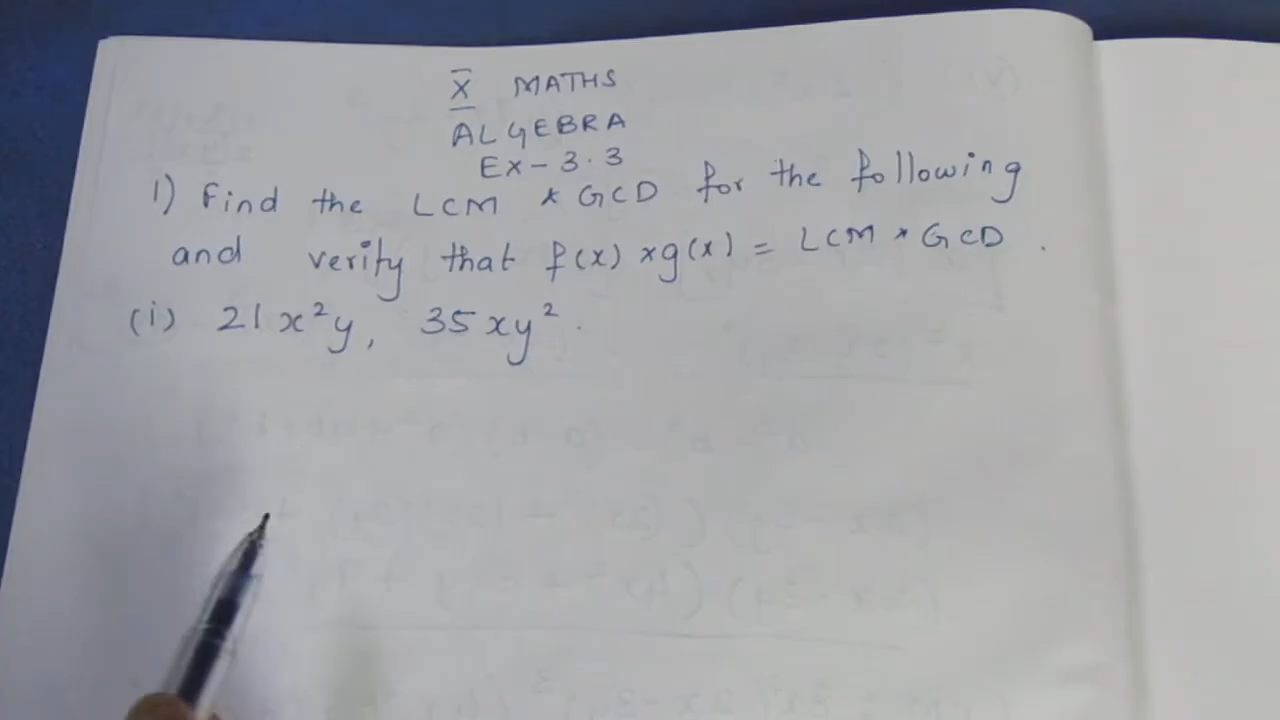 X MATHS
ALGEBRA
EX-3.3
1) Find the LCM * GCD for the following
and verify that f(x) × g(x) = LCM * GCD.
(i) 21x²y, 35xy².